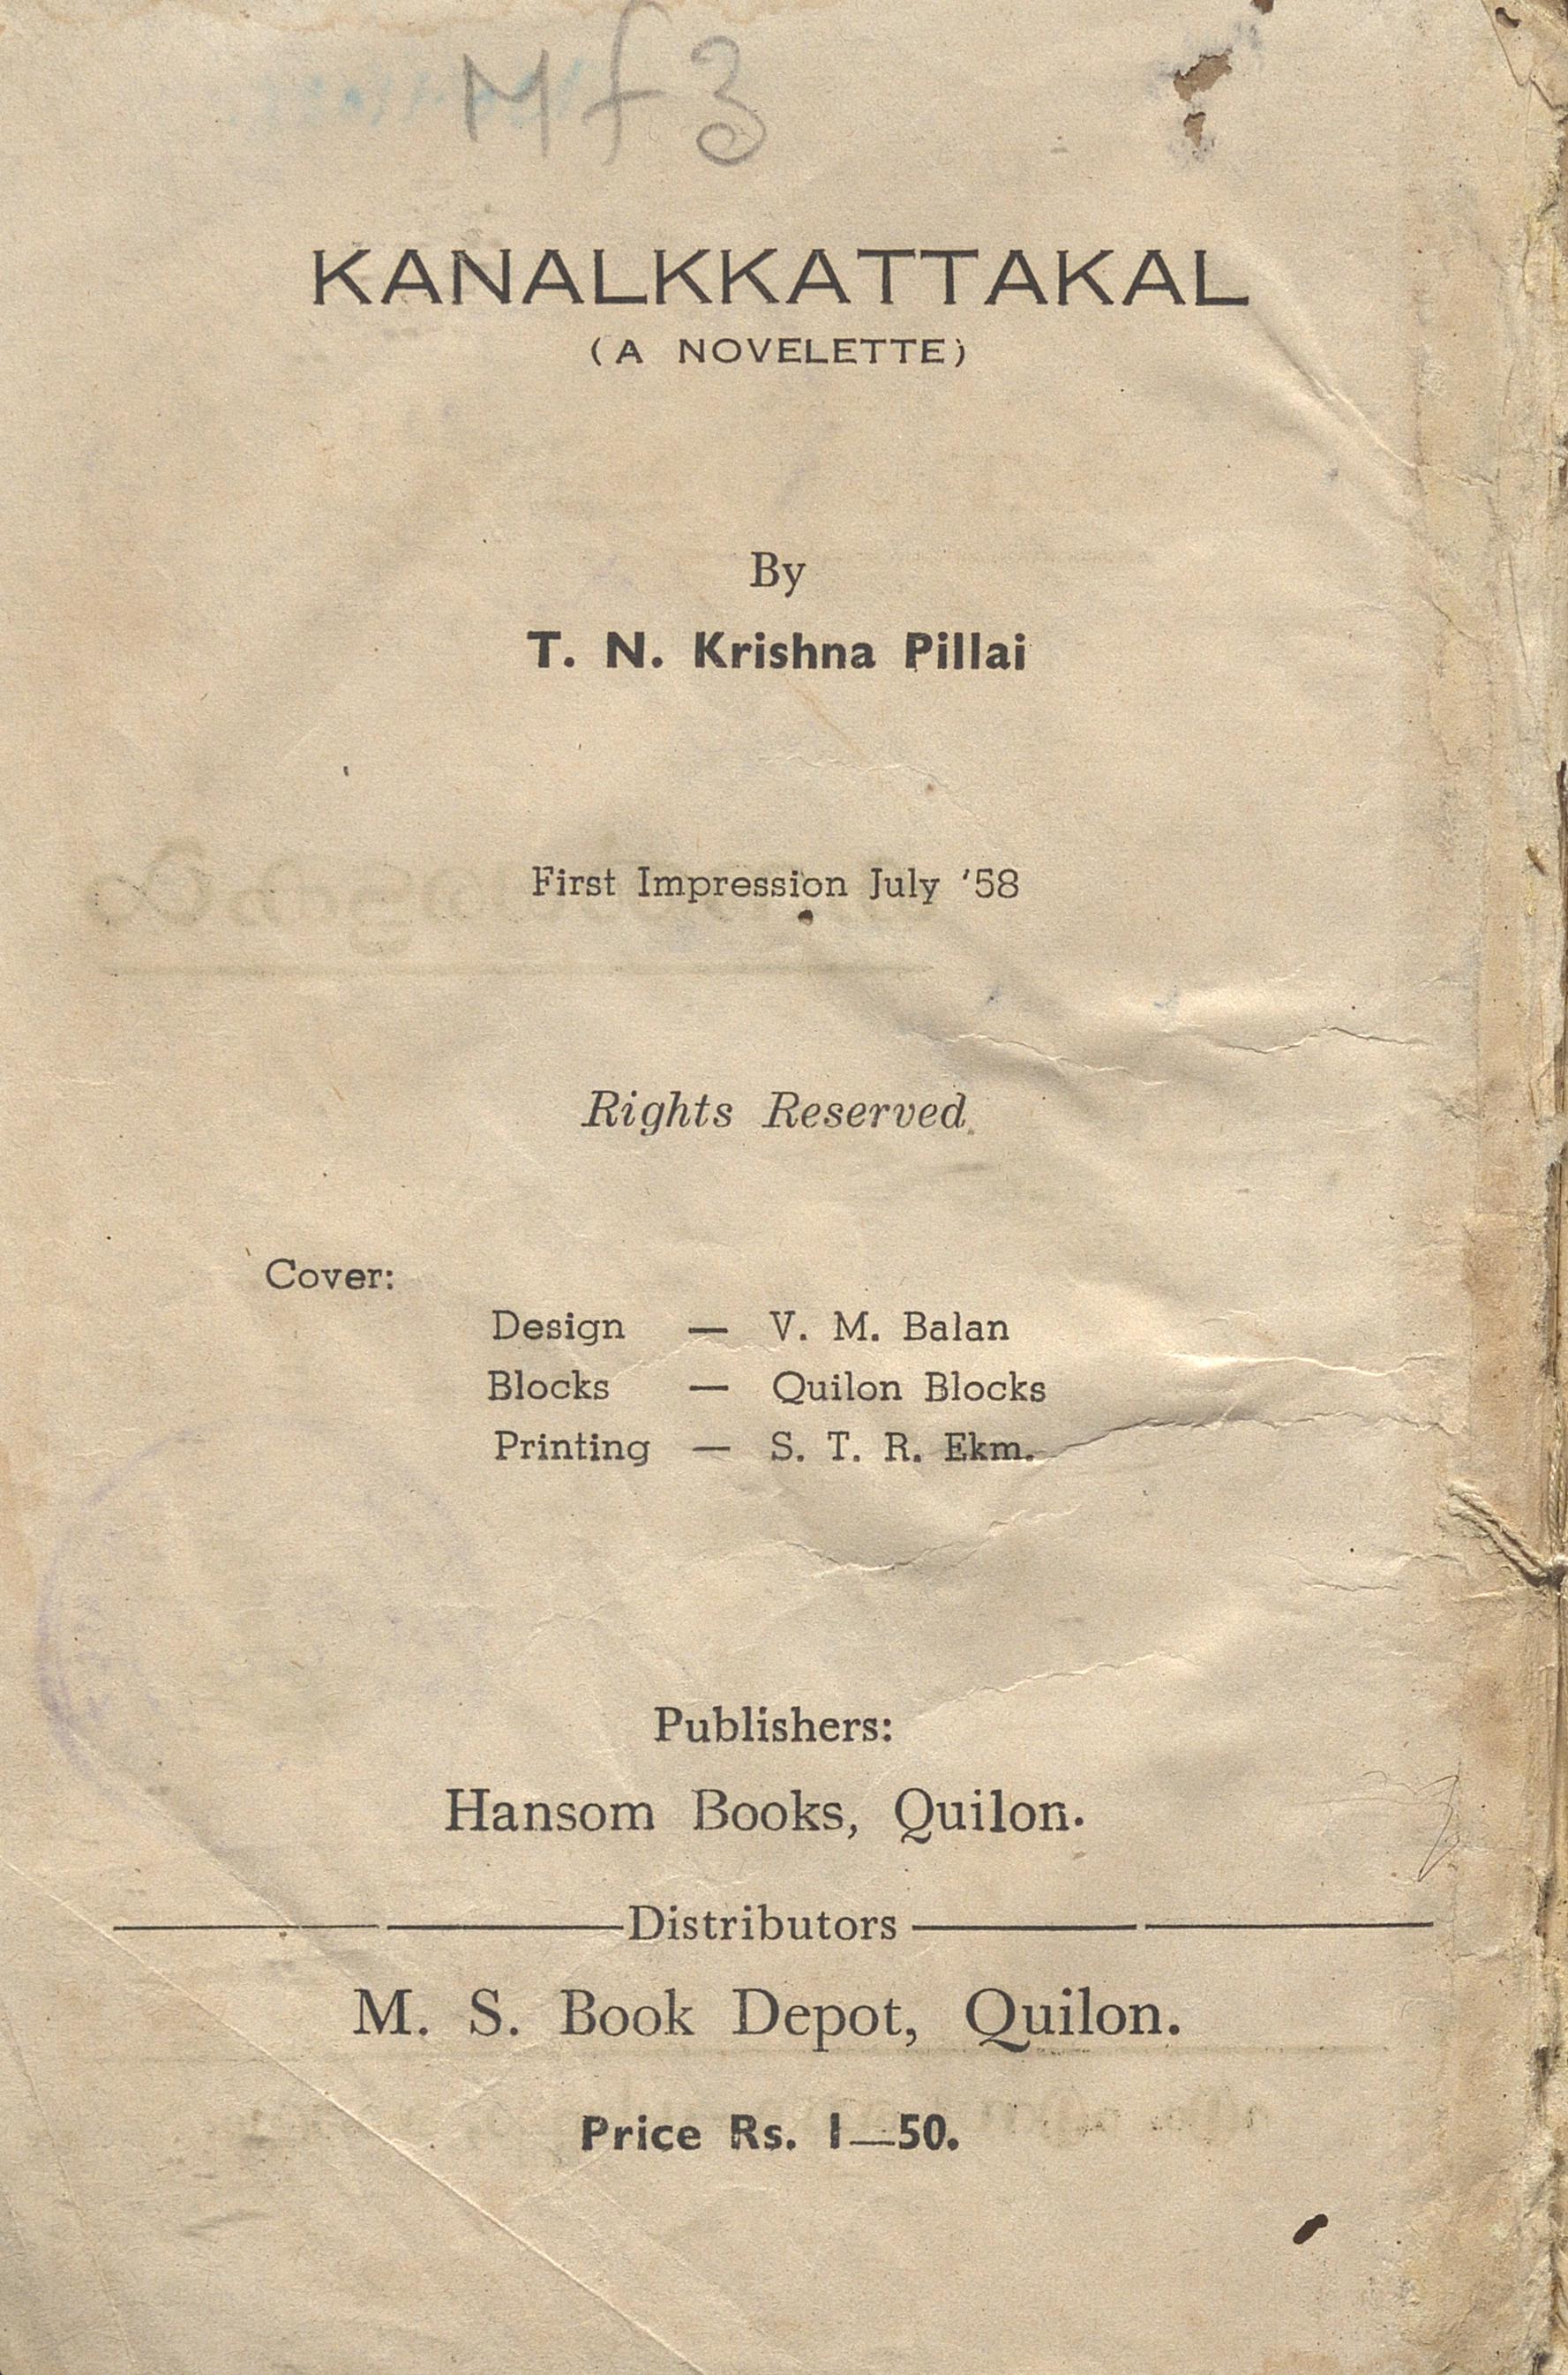 Mf3
KANALKKATTAKAL
(A NOVELETTE)
By
T. N. Krishna Pillai
First Impression July '58
Rights Reserved.
Cover:
Design — V. M. Balan
Blocks — Quilon Blocks
Printing — S. T. R. Ekm.
Publishers:
Hansom Books, Quilon.
Distributors
M. S. Book Depot, Quilon.
Price Rs. 1—50.